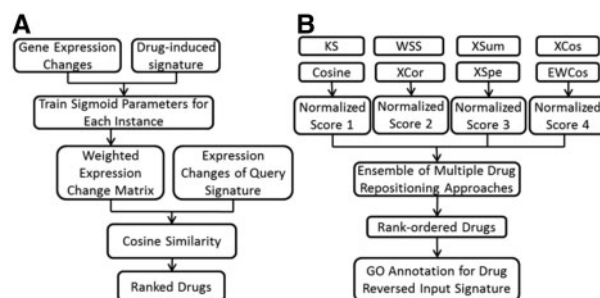 A
Gene Expression
Changes
Drug-induced
signature
Train Sigmoid Parameters for
Each Instance
Weighted
Expression
Change Matrix
Expression
Changes of Query
Signature
Cosine Similarity
Ranked Drugs
B
KS
WSS
XSum
XCos
Cosine
XCor
XSpe
EWCos
Normalized
Score 1
Normalized
Score 2
Normalized
Score 3
Normalized
Score 4
Ensemble of Multiple Drug
Repositioning Approaches
Rank-ordered Drugs
GO Annotation for Drug
Reversed Input Signature